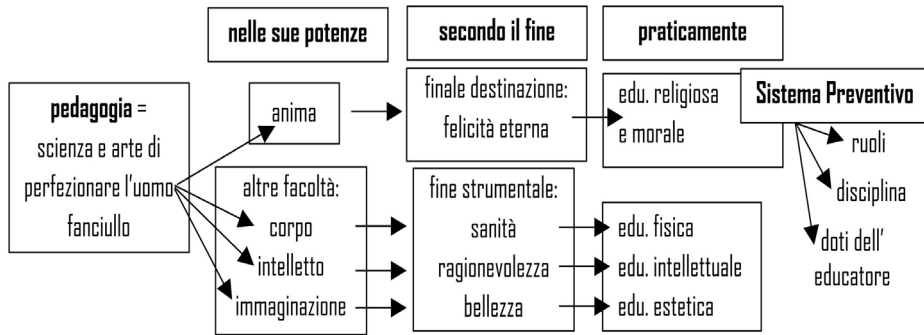 nelle sue potenze
secondo il fine
praticamente
pedagogia =
scienza e arte di
perfezionare l'uomo
fanciullo
anima
finale destinazione:
felicità eterna
edu. religiosa
e morale
Sistema Preventivo
ruoli
disciplina
doti dell'
educatore
altre facoltà:
corpo
intelletto
immaginazione
fine strumentale:
sanità
ragionevolezza
bellezza
edu. fisica
edu. intellettuale
edu. estetica